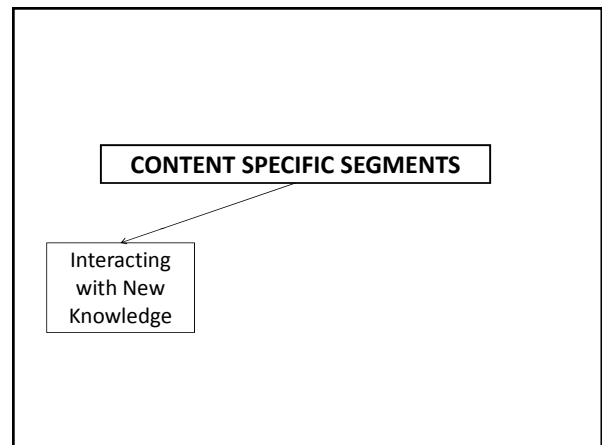 CONTENT SPECIFIC SEGMENTS
Interacting
with New
Knowledge